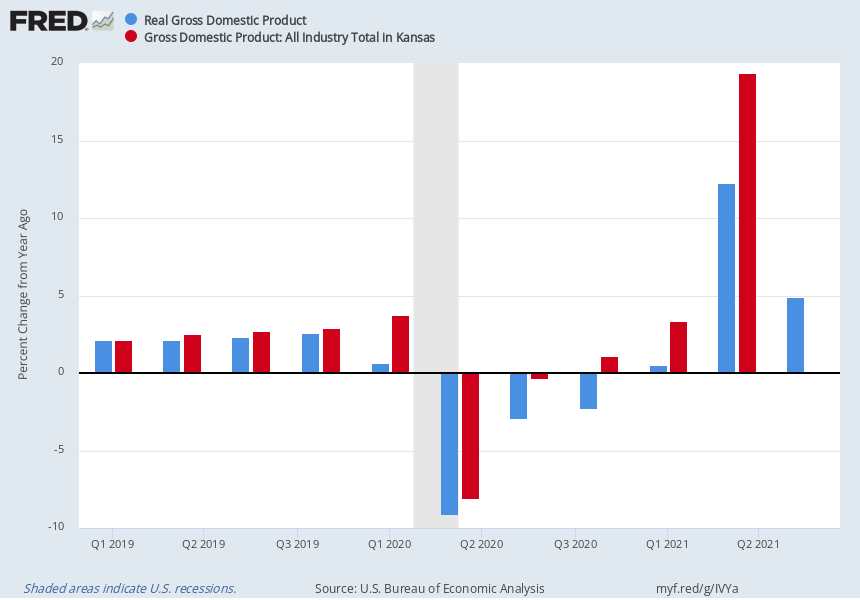 FRED
Real Gross Domestic Product
Gross Domestic Product: All Industry Total in Kansas
Percent Change from Year Ago
20
15
10
5
0
-5
-10
Q1 2019 Q2 2019 Q3 2019 Q1 2020 Q2 2020 Q3 2020 Q1 2021 Q2 2021
Shaded areas indicate U.S. recessions. Source: U.S. Bureau of Economic Analysis myf.red/g/IVYa